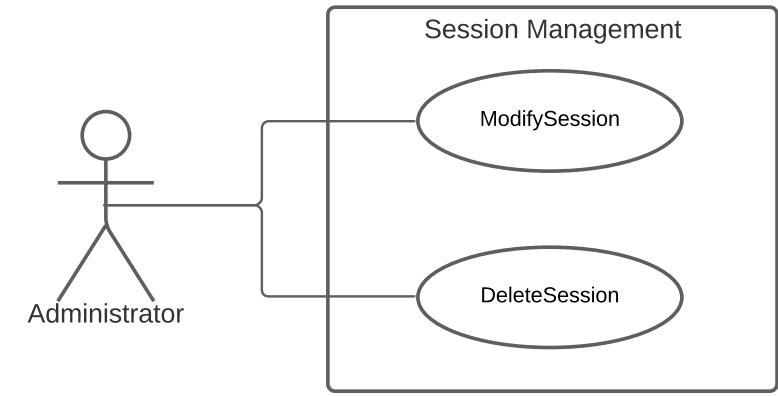 Session Management
ModifySession
DeleteSession
Administrator